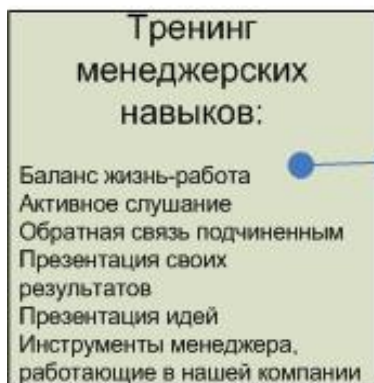 Тренинг
менеджерских
навыков:
Баланс жизнь-работа
Активное слушание
Обратная связь подчиненным
Презентация своих
результатов
Презентация идей
Инструменты менеджера,
работающие в нашей компании